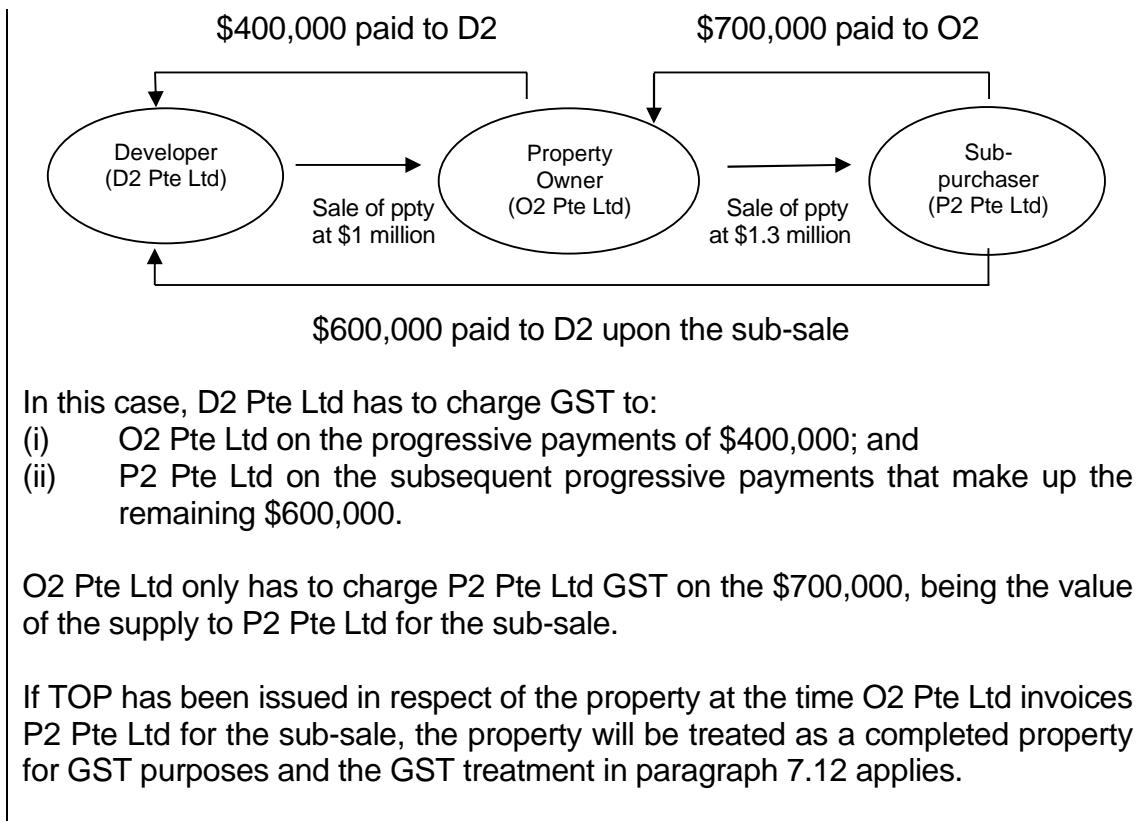 $400,000 paid to D2
$700,000 paid to O2
Developer
(D2 Pte Ltd)
Sale of ppty
at $1 million
Property
Owner
(O2 Pte Ltd)
Sale of ppty
at $1.3 million
Sub-
purchaser
(P2 Pte Ltd)
$600,000 paid to D2 upon the sub-sale
In this case, D2 Pte Ltd has to charge GST to:
(i) O2 Pte Ltd on the progressive payments of $400,000; and
(ii) P2 Pte Ltd on the subsequent progressive payments that make up the
remaining $600,000.
O2 Pte Ltd only has to charge P2 Pte Ltd GST on the $700,000, being the value
of the supply to P2 Pte Ltd for the sub-sale.
If TOP has been issued in respect of the property at the time O2 Pte Ltd invoices
P2 Pte Ltd for the sub-sale, the property will be treated as a completed property
for GST purposes and the GST treatment in paragraph 7.12 applies.